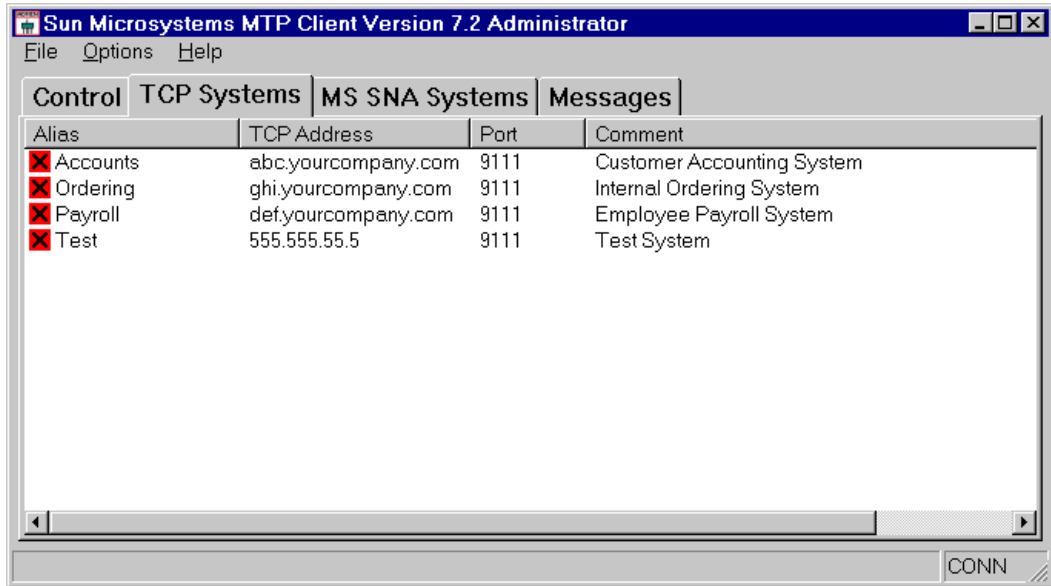 Sun Microsystems MTP Client Version 7.2 Administrator
File Options Help
Control TCP Systems MS SNA Systems Messages
Alias TCP Address Port Comment
Accounts abc.yourcompany.com 9111 Customer Accounting System
Ordering ghi.yourcompany.com 9111 Internal Ordering System
Payroll def.yourcompany.com 9111 Employee Payroll System
Test 555.555.55.5 9111 Test System
CONN